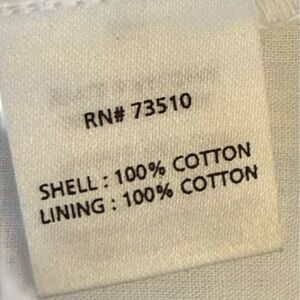 RN# 73510
SHELL : 100% COTTON
LINING : 100% COTTON